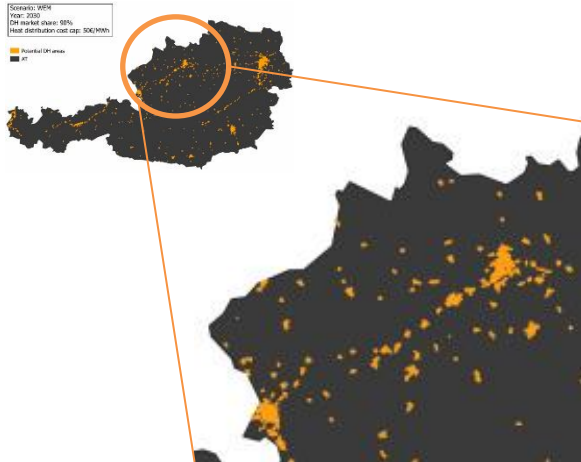 Scenario: WEM
Year: 2030
DH market share: 90%
Heat distribution cost cap: 50€/MWh
Potential DH areas
AT